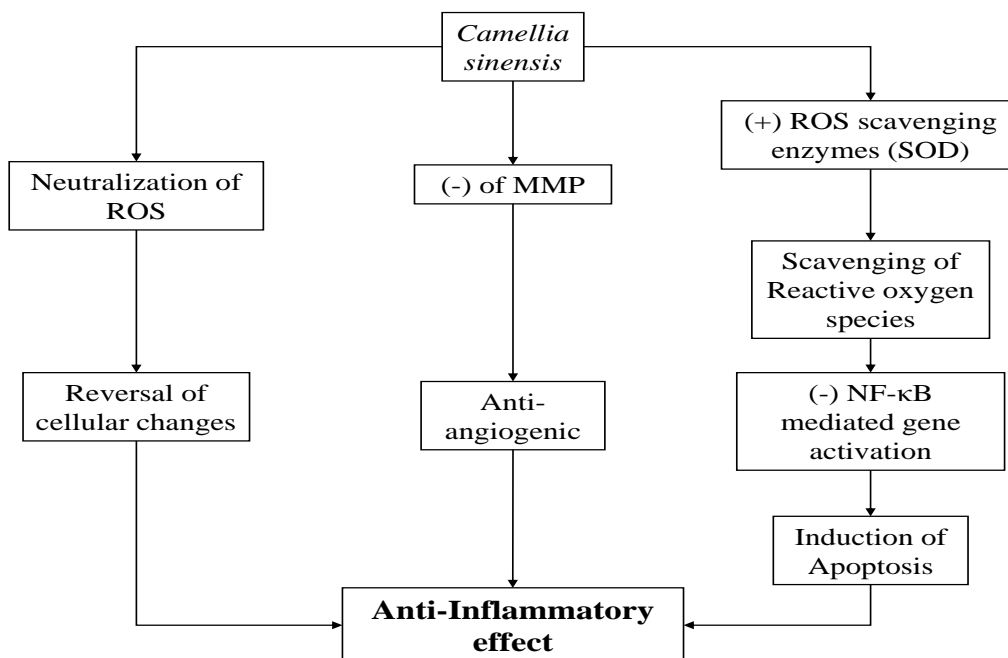 Camellia
sinensis
Neutralization of
ROS
Reversal of
cellular changes
(-) of MMP
Anti-
angiogenic
(+) ROS scavenging
enzymes (SOD)
Scavenging of
Reactive oxygen
species
(-) NF-κB
mediated gene
activation
Induction of
Apoptosis
Anti-Inflammatory
effect